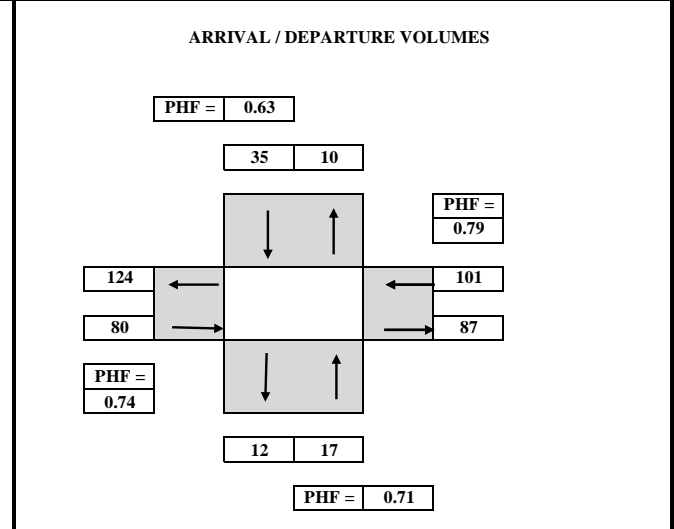 ARRIVAL / DEPARTURE VOLUMES
PHF = 0.63
35 10
PHF =
0.79
124 101
80 87
PHF =
0.74
12 17
PHF = 0.71